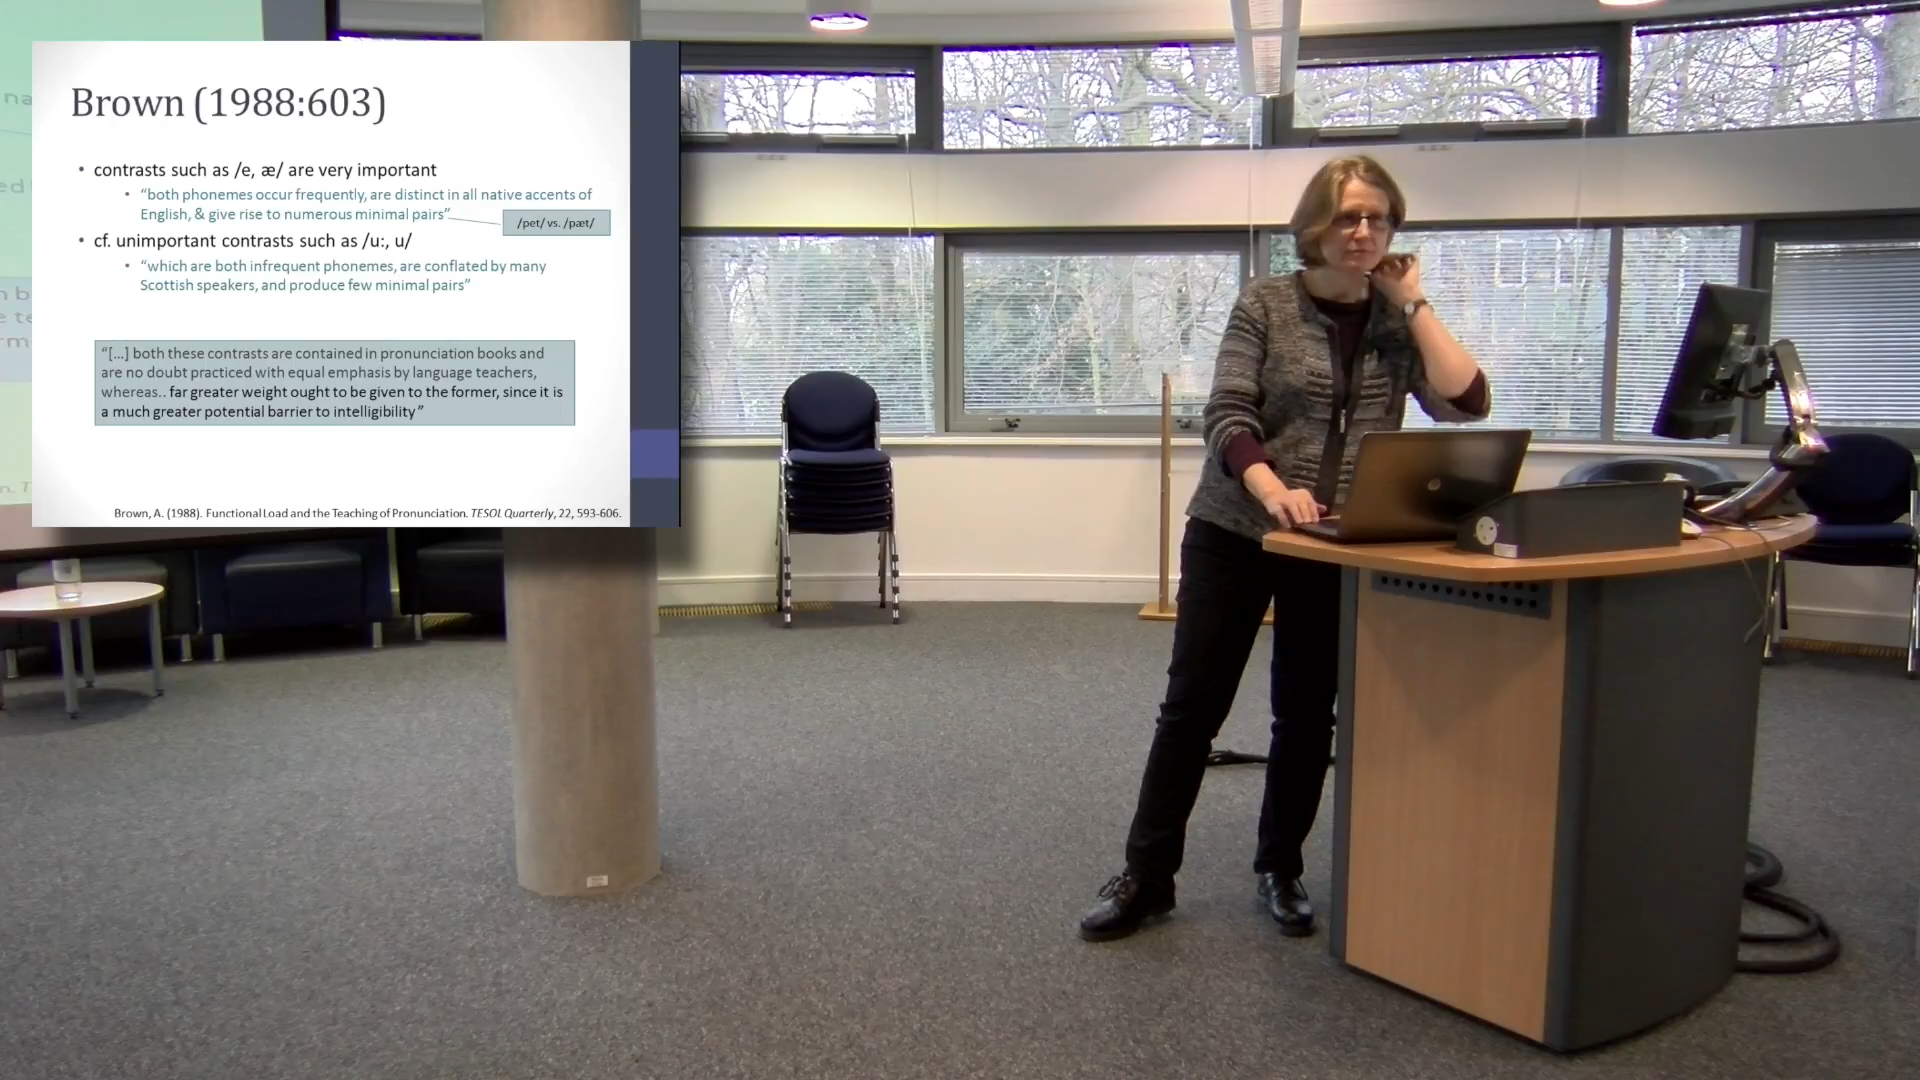 Brown (1988:603)
• contrasts such as /e, æ/ are very important
• “both phonemes occur frequently, are distinct in all native accents of
English, & give rise to numerous minimal pairs”
/pet/ vs. /pæt/
• cf. unimportant contrasts such as /u:, u/
• “which are both infrequent phonemes, are conflated by many
Scottish speakers, and produce few minimal pairs”
“[...] both these contrasts are contained in pronunciation books and
are no doubt practiced with equal emphasis by language teachers,
whereas.. far greater weight ought to be given to the former, since it is
a much greater potential barrier to intelligibility”
Brown, A. (1988). Functional Load and the Teaching of Pronunciation. TESOL Quarterly, 22, 593-606.